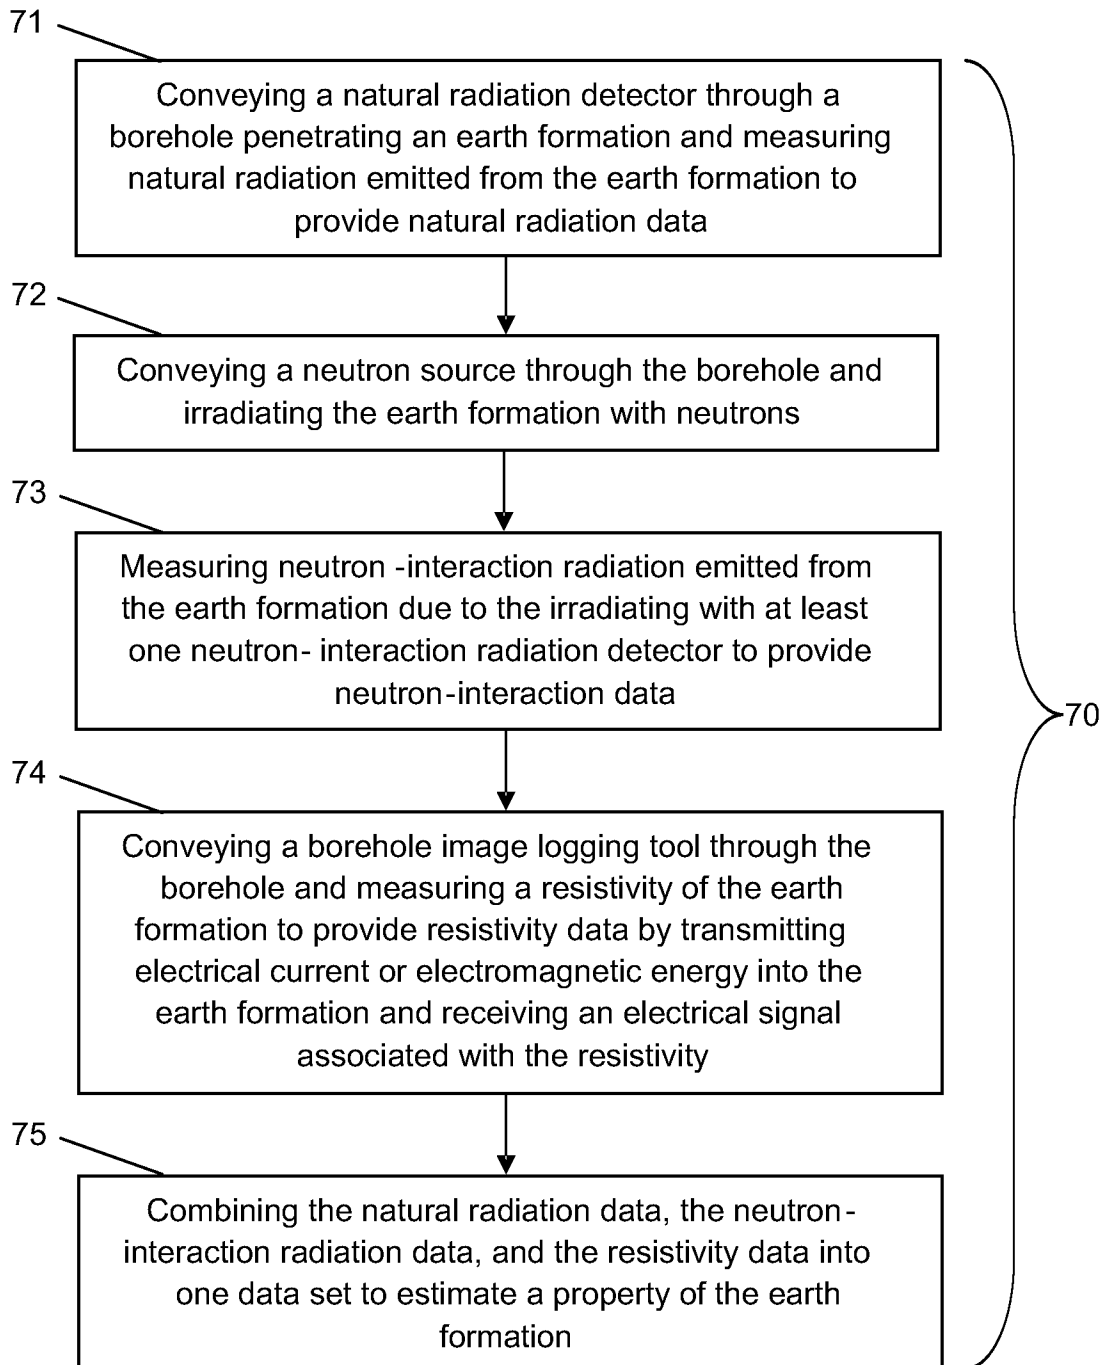 71
Conveying a natural radiation detector through a
borehole penetrating an earth formation and measuring
natural radiation emitted from the earth formation to
provide natural radiation data
72
Conveying a neutron source through the borehole and
irradiating the earth formation with neutrons
73
Measuring neutron -interaction radiation emitted from
the earth formation due to the irradiating with at least
one neutron- interaction radiation detector to provide
neutron-interaction data
70
74
Conveying a borehole image logging tool through the
borehole and measuring a resistivity of the earth
formation to provide resistivity data by transmitting
electrical current or electromagnetic energy into the
earth formation and receiving an electrical signal
associated with the resistivity
75
Combining the natural radiation data, the neutron-
interaction radiation data, and the resistivity data into
one data set to estimate a property of the earth
formation